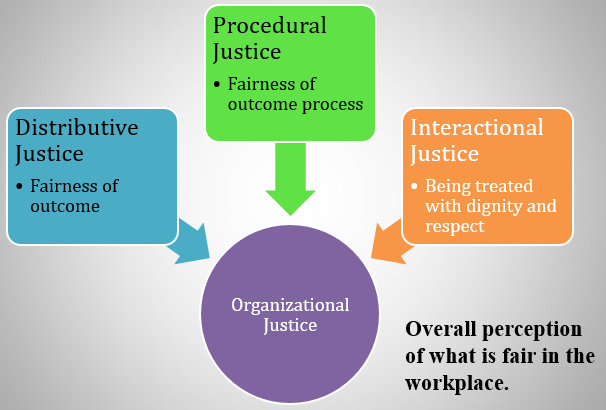 Procedural
Justice
• Fairness of
outcome process
Distributive
Justice
• Fairness of
outcome
Interactional
Justice
• Being treated
with dignity and
respect
Organizational
Justice
Overall perception
of what is fair in the
workplace.